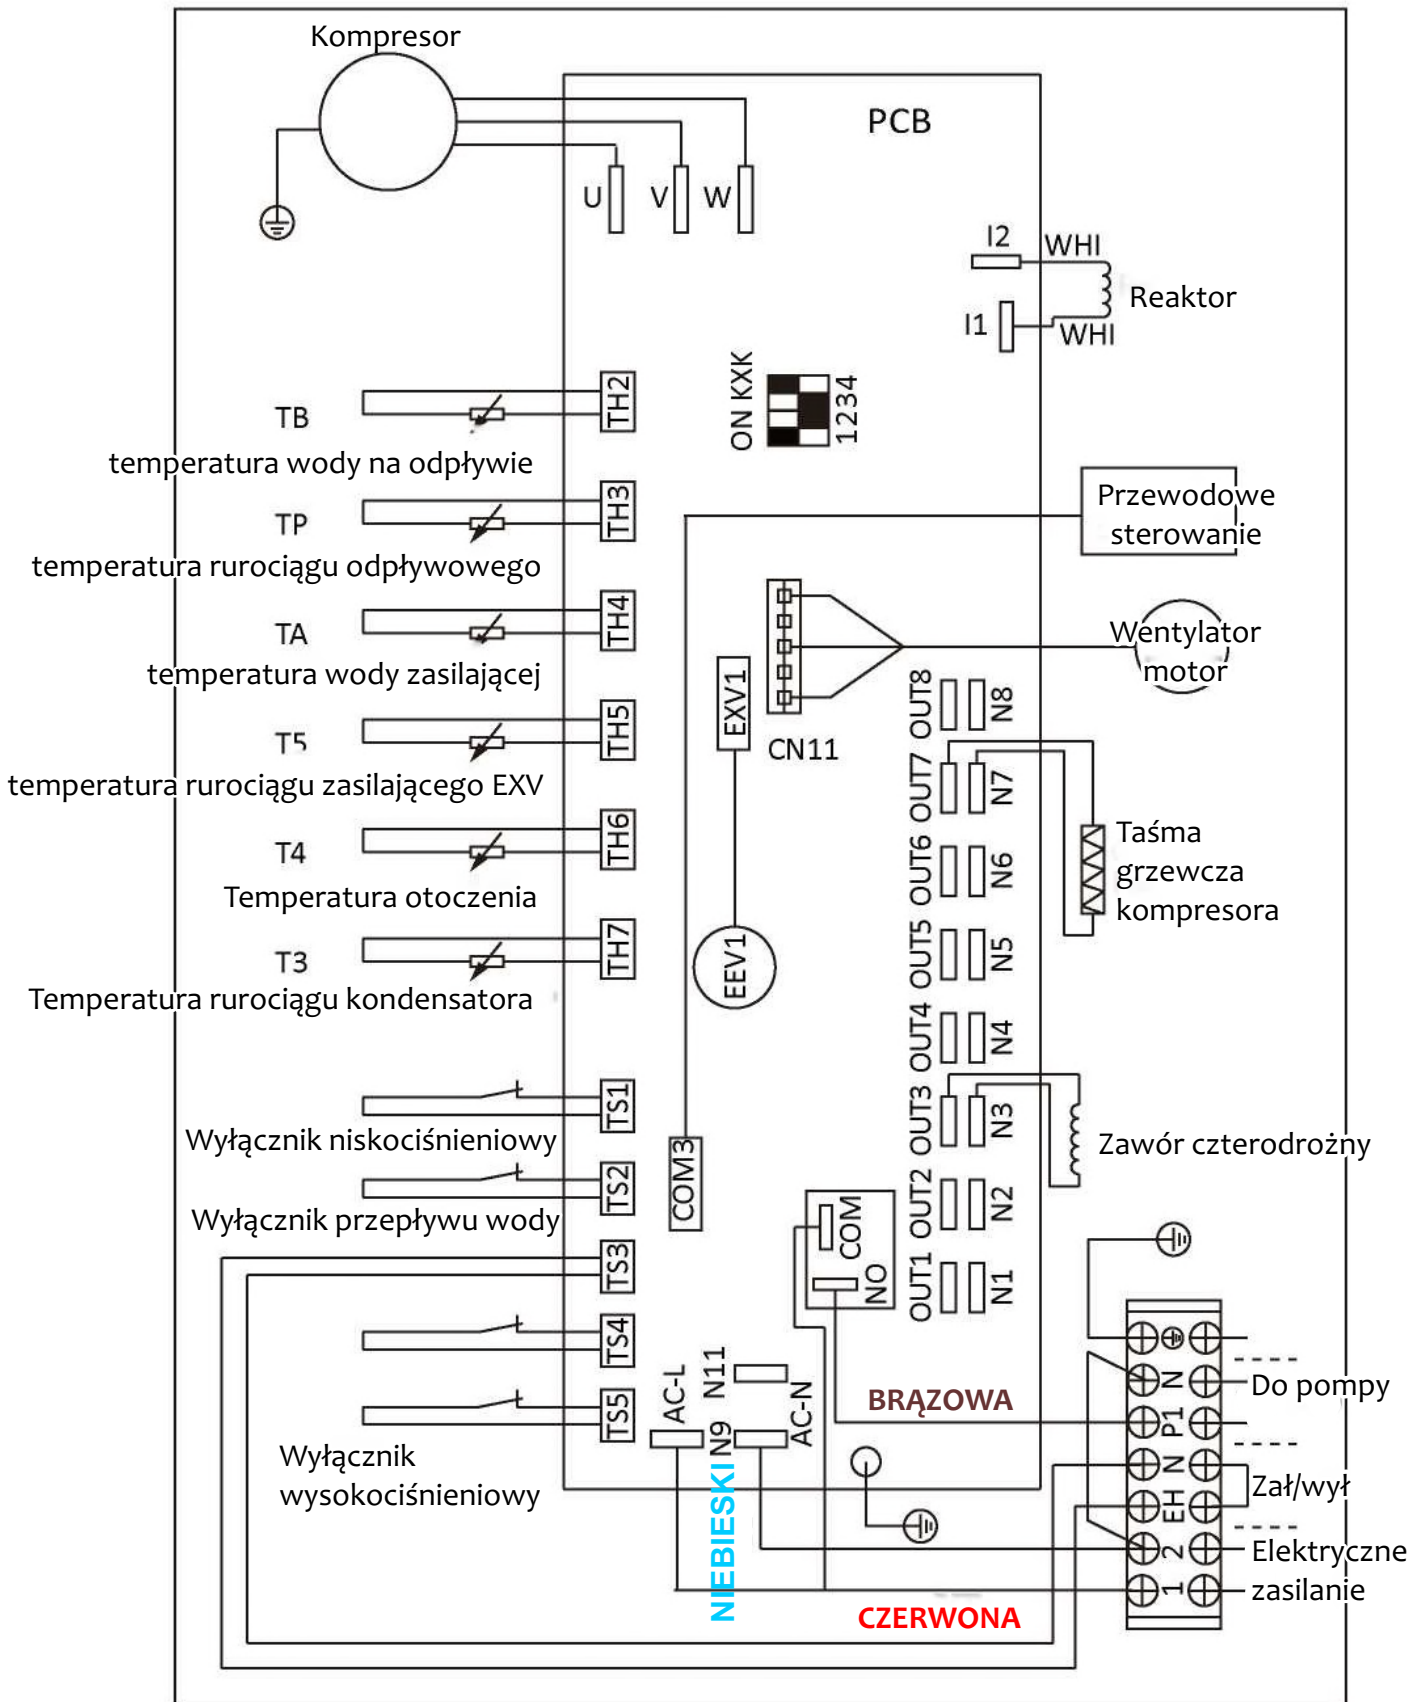 Kompresor
PCB
U
V
W
I2
WHI
Reaktor
I1
WHI
ON KXK
1234
TB
TH2
temperatura wody na odpływie
TP
TH3
temperatura rurociągu odpływowego
TA
TH4
temperatura wody zasilającej
T5
TH5
temperatura rurociągu zasilającego EXV
T4
TH6
Temperatura otoczenia
T3
TH7
Temperatura rurociągu kondensatora
Przewodowe
sterowanie
Wentylator
motor
EXV1
CN11
EEV1
OUT8
N8
OUT7
N7
OUT6
N6
OUT5
N5
OUT4
N4
OUT3
N3
OUT2
N2
OUT1
N1
Taśma
grzewcza
kompresora
Zawór czterodrożny
TS1
Wyłącznik niskociśnieniowy
TS2
Wyłącznik przepływu wody
TS3
TS4
TS5
Wyłącznik
wysokociśnieniowy
COM3
COM
NO
AC-L
N11
N9
AC-N
NIEBIESKI
BRĄZOWA
CZERWONA
N
P1
N
EH
2
1
Do pompy
Zał/wył
Elektryczne
zasilanie